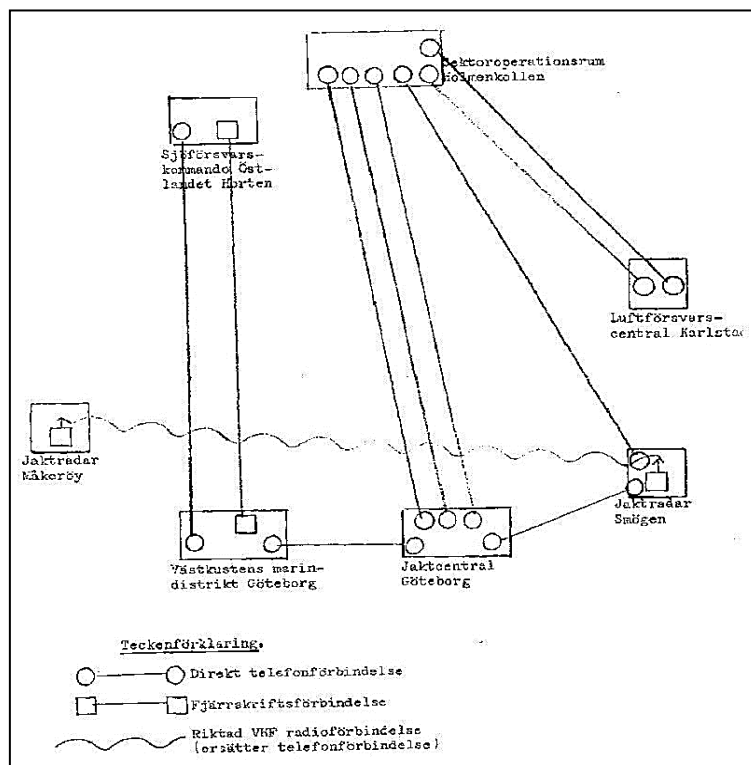 Sektoroperationsrum
Holmenkollen
Sjöförsvars-
kommando Öst-
landet Horten
Luftförsvars-
central Karlstad
Jaktradar
Måkeröy
Jaktradar
Smögen
Västkustens marin-
distrikt Göteborg
Jaktcentral
Göteborg
Teckenförklaring.
Direkt telefonförbindelse
Fjärrskriftsförbindelse
Riktad VHF radioförbindelse
(ersätter telefonförbindelse)